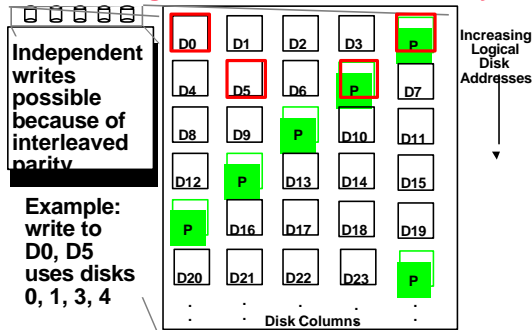 Independent
writes
possible
because of
interleaved
parity
Example:
write to
D0, D5
uses disks
0, 1, 3, 4
D0 D1 D2 D3 P
D4 D5 D6 P D7
D8 D9 P D10 D11
D12 P D13 D14 D15
P D16 D17 D18 D19
D20 D21 D22 D23 P
. . . . .
. . . . .
Disk Columns
Increasing
Logical
Disk
Addresses